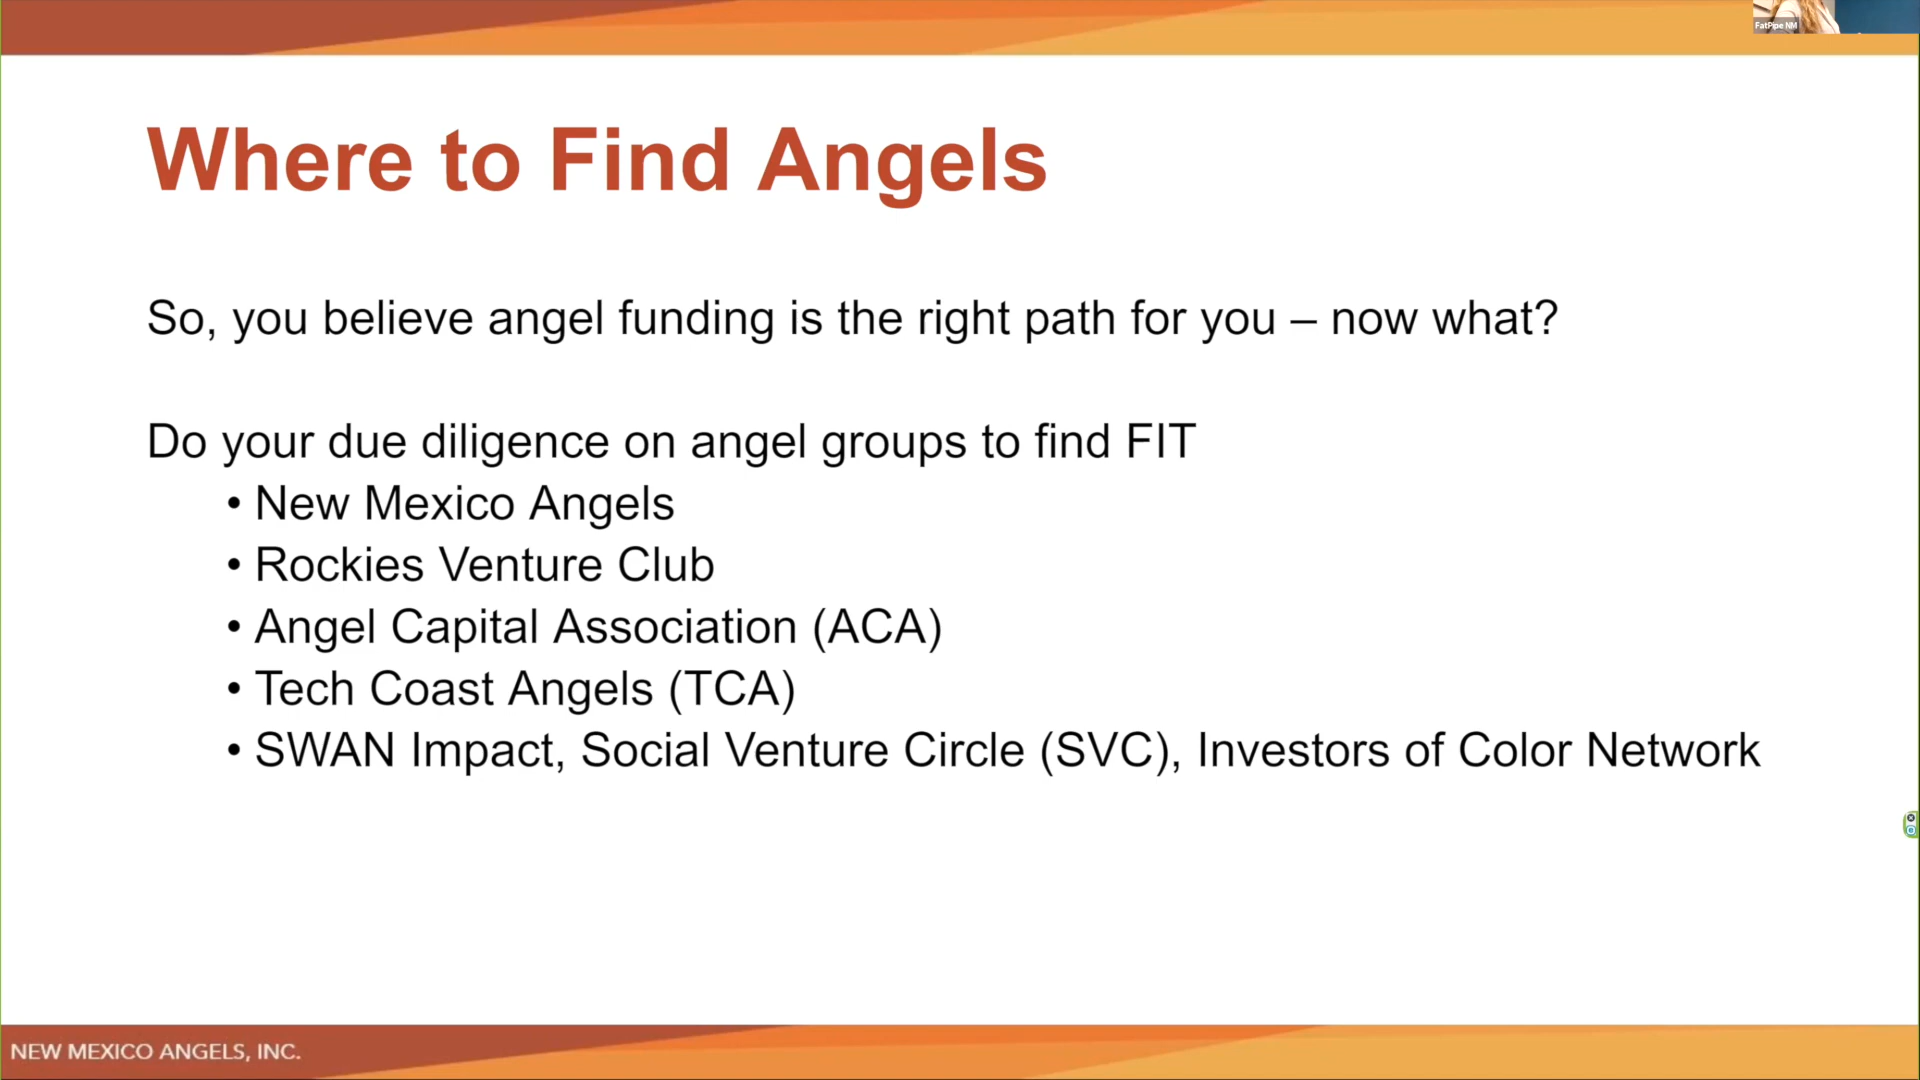 FatPipe NM
Where to Find Angels
So, you believe angel funding is the right path for you – now what?
Do your due diligence on angel groups to find FIT
• New Mexico Angels
• Rockies Venture Club
• Angel Capital Association (ACA)
• Tech Coast Angels (TCA)
• SWAN Impact, Social Venture Circle (SVC), Investors of Color Network
NEW MEXICO ANGELS, INC.